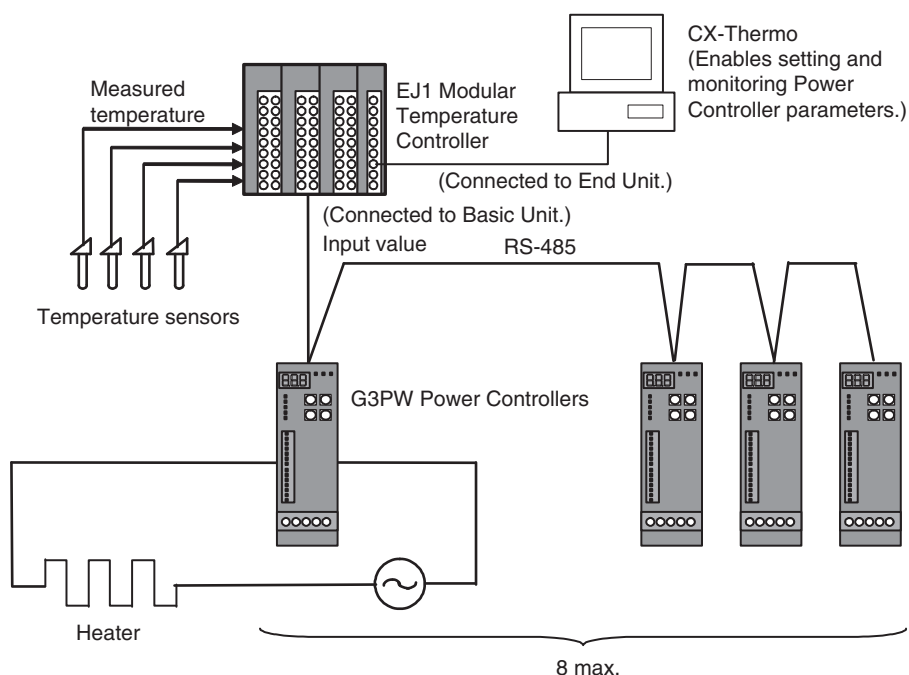 CX-Thermo
(Enables setting and
monitoring Power
Controller parameters.)
Measured
temperature
EJ1 Modular
Temperature
Controller
(Connected to End Unit.)
(Connected to Basic Unit.)
Input value
RS-485
Temperature sensors
G3PW Power Controllers
Heater
8 max.